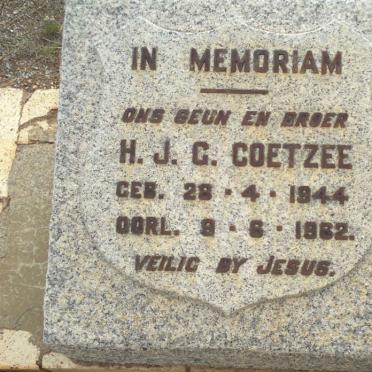 IN MEMORIAM
ONS SEUN EN BROER
H. J. G. COETZEE
GEB. 28 · 4 · 1944
OORL. 9 · 6 · 1962.
VEILIG BY JESUS.